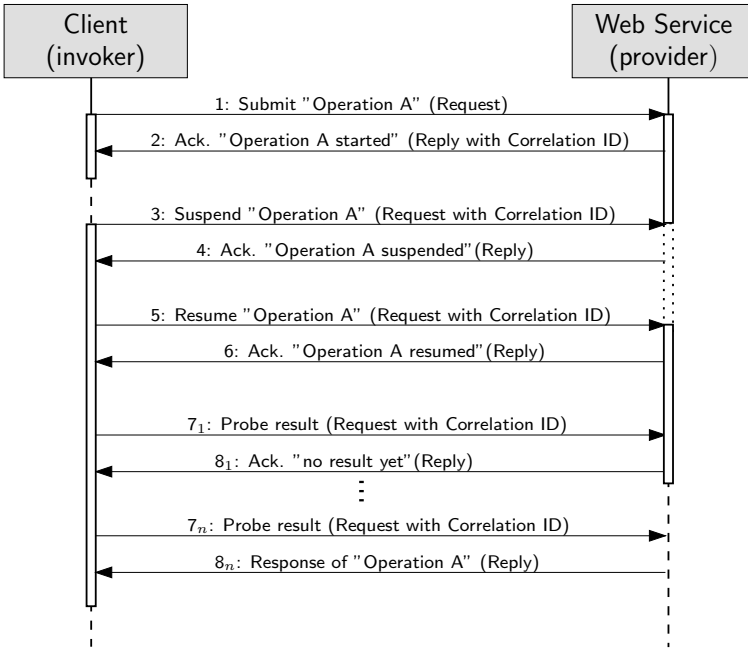 Client
(invoker)
Web Service
(provider)
1: Submit "Operation A" (Request)
2: Ack. "Operation A started" (Reply with Correlation ID)
3: Suspend "Operation A" (Request with Correlation ID)
4: Ack. "Operation A suspended"(Reply)
5: Resume "Operation A" (Request with Correlation ID)
6: Ack. "Operation A resumed"(Reply)
7₁: Probe result (Request with Correlation ID)
8₁: Ack. "no result yet"(Reply)
7ₙ: Probe result (Request with Correlation ID)
8ₙ: Response of "Operation A" (Reply)